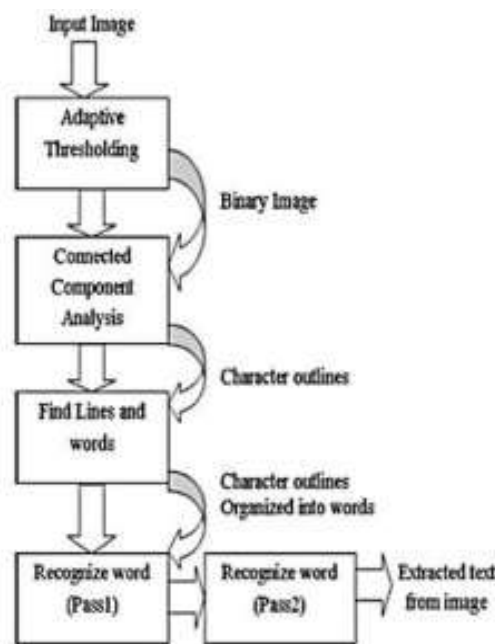 Input Image
Adaptive
Thresholding
Binary Image
Connected
Component
Analysis
Character outlines
Find Lines and
words
Character outlines
Organized into words
Recognize word
(Pass1)
Recognize word
(Pass2)
Extracted text
from image